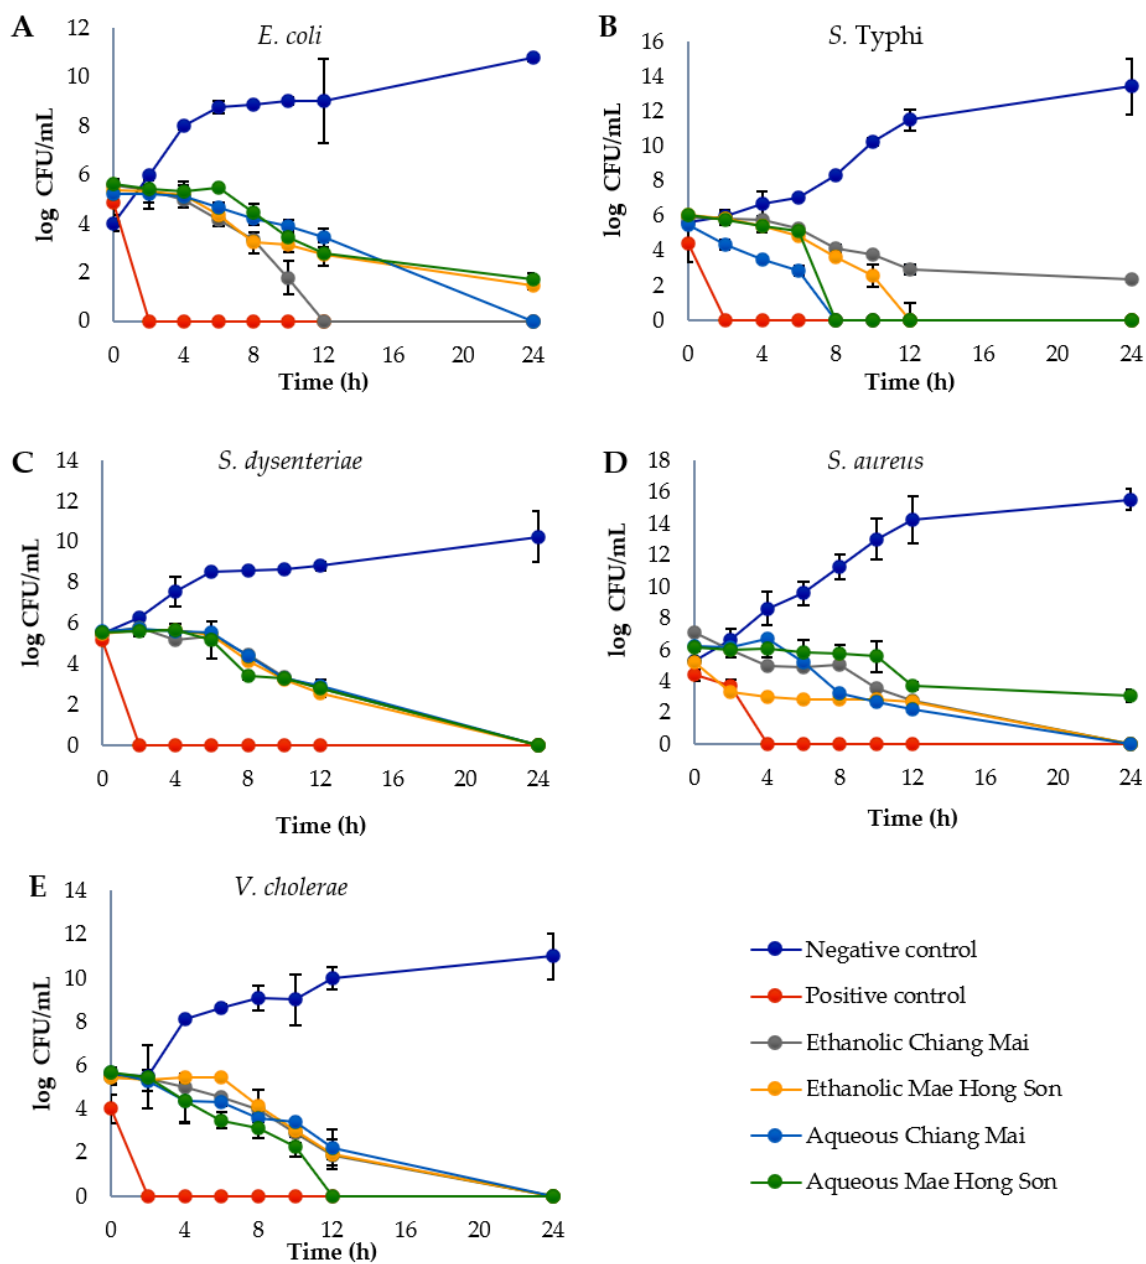 A
E. coli
12
10
8
6
4
2
0
log CFU/mL
0 4 8 12 16 20 24
Time (h)
B
S. Typhi
16
14
12
10
8
6
4
2
0
log CFU/mL
0 4 8 12 16 20 24
Time (h)
C
S. dysenteriae
14
12
10
8
6
4
2
0
log CFU/mL
0 4 8 12 16 20 24
Time (h)
D
S. aureus
18
16
14
12
10
8
6
4
2
0
log CFU/mL
0 4 8 12 16 20 24
Time (h)
E
V. cholerae
14
12
10
8
6
4
2
0
log CFU/mL
0 4 8 12 16 20 24
Time (h)
Negative control
Positive control
Ethanolic Chiang Mai
Ethanolic Mae Hong Son
Aqueous Chiang Mai
Aqueous Mae Hong Son